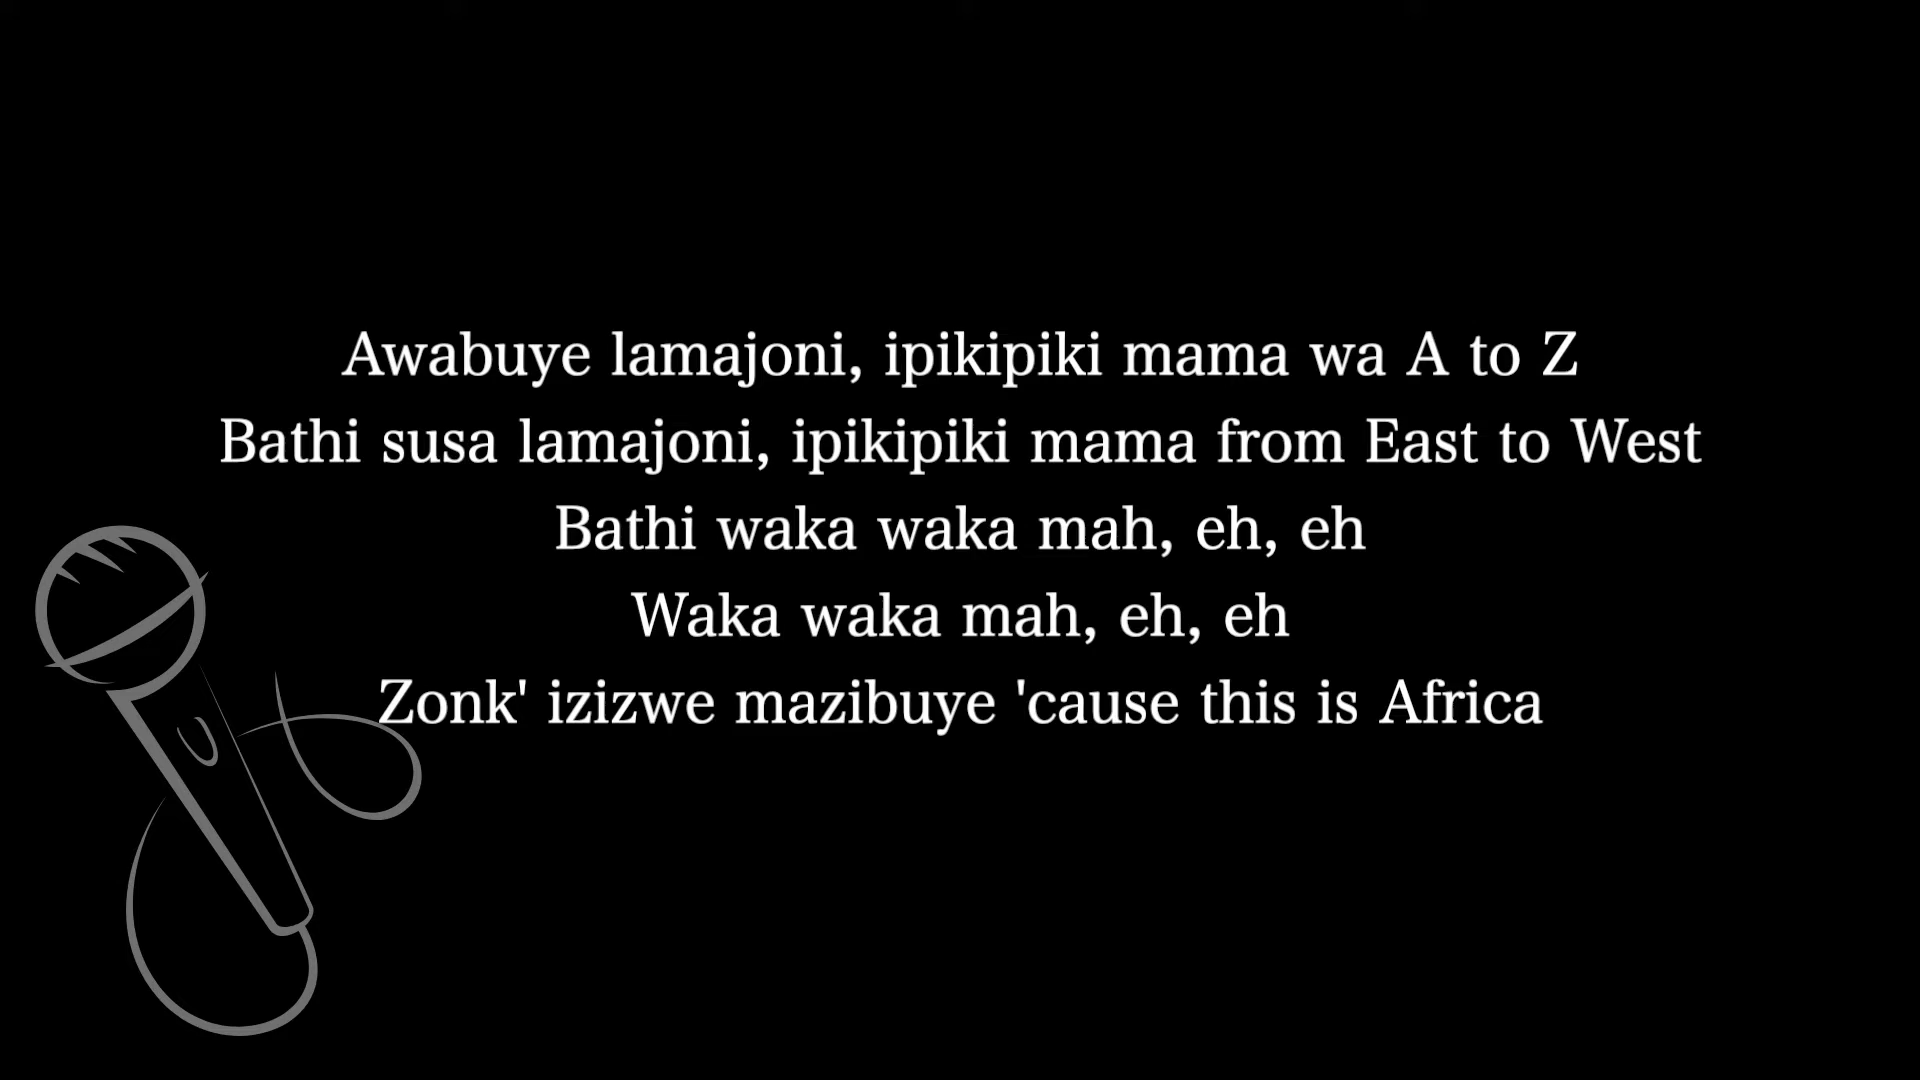 Awabuye lamajoni, ipikipiki mama wa A to Z
Bathi susa lamajoni, ipikipiki mama from East to West
Bathi waka waka mah, eh, eh
Waka waka mah, eh, eh
Zonk' izizwe mazibuye 'cause this is Africa